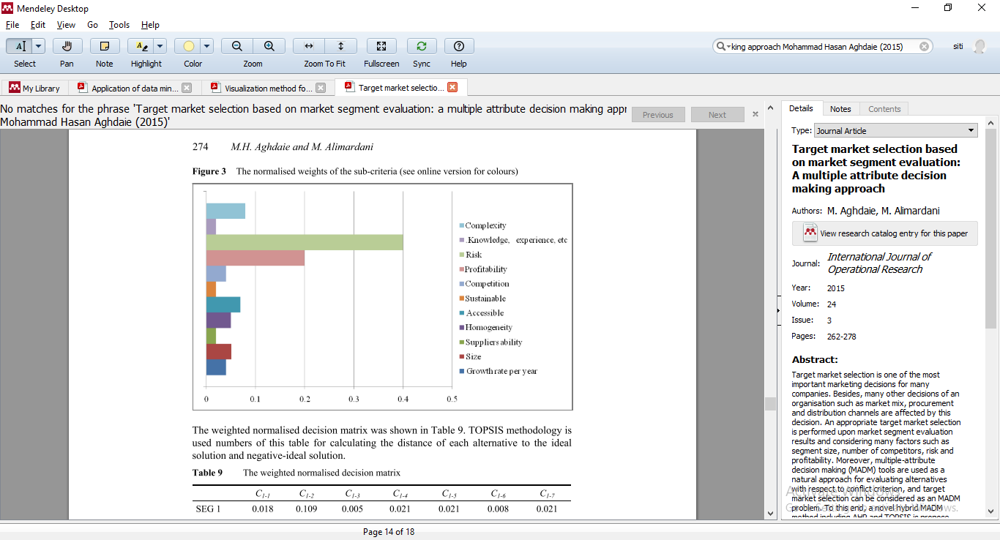 Mendeley Desktop
File Edit View Go Tools Help
king approach Mohammad Hasan Aghdaie (2015)
siti
Select Pan Note Highlight Color Zoom Zoom To Fit Fullscreen Sync Help
My Library Application of data min... Visualization method fo... Target market selectio...
No matches for the phrase 'Target market selection based on market segment evaluation: a multiple attribute decision making appr
Mohammad Hasan Aghdaie (2015)'
Previous Next
274 M.H. Aghdaie and M. Alimardani
Figure 3 The normalised weights of the sub-criteria (see online version for colours)
Complexity
.Knowledge, experience, etc
Risk
Profitability
Competition
Sustainable
Accessible
Homogeneity
Suppliers ability
Size
Growth rate per year
0 0.1 0.2 0.3 0.4 0.5
The weighted normalised decision matrix was shown in Table 9. TOPSIS methodology is
used numbers of this table for calculating the distance of each alternative to the ideal
solution and negative-ideal solution.
Table 9 The weighted normalised decision matrix
C1-1 C1-2 C1-3 C1-4 C1-5 C1-6 C1-7
SEG 1 0.018 0.109 0.005 0.021 0.021 0.008 0.021
Page 14 of 18
Details Notes Contents
Type: Journal Article
Target market selection based
on market segment evaluation:
A multiple attribute decision
making approach
Authors: M. Aghdaie, M. Alimardani
View research catalog entry for this paper
Journal: International Journal of
Operational Research
Year: 2015
Volume: 24
Issue: 3
Pages: 262-278
Abstract:
Target market selection is one of the most
important marketing decisions for many
companies. Besides, many other decisions of an
organisation such as market mix, procurement
and distribution channels are affected by this
decision. An appropriate target market selection
is performed upon market segment evaluation
results and considering many factors such as
segment size, number of competitors, risk and
profitability. Moreover, multiple-attribute
decision making (MADM) tools are used as a
natural approach for evaluating alternatives
with respect to conflict criterion, and target
market selection can be considered as an MADM
problem. To this end, a novel hybrid MADM
method including AHP and TOPSIS is propose
Activate Windows
Go to Settings to activate Windows.